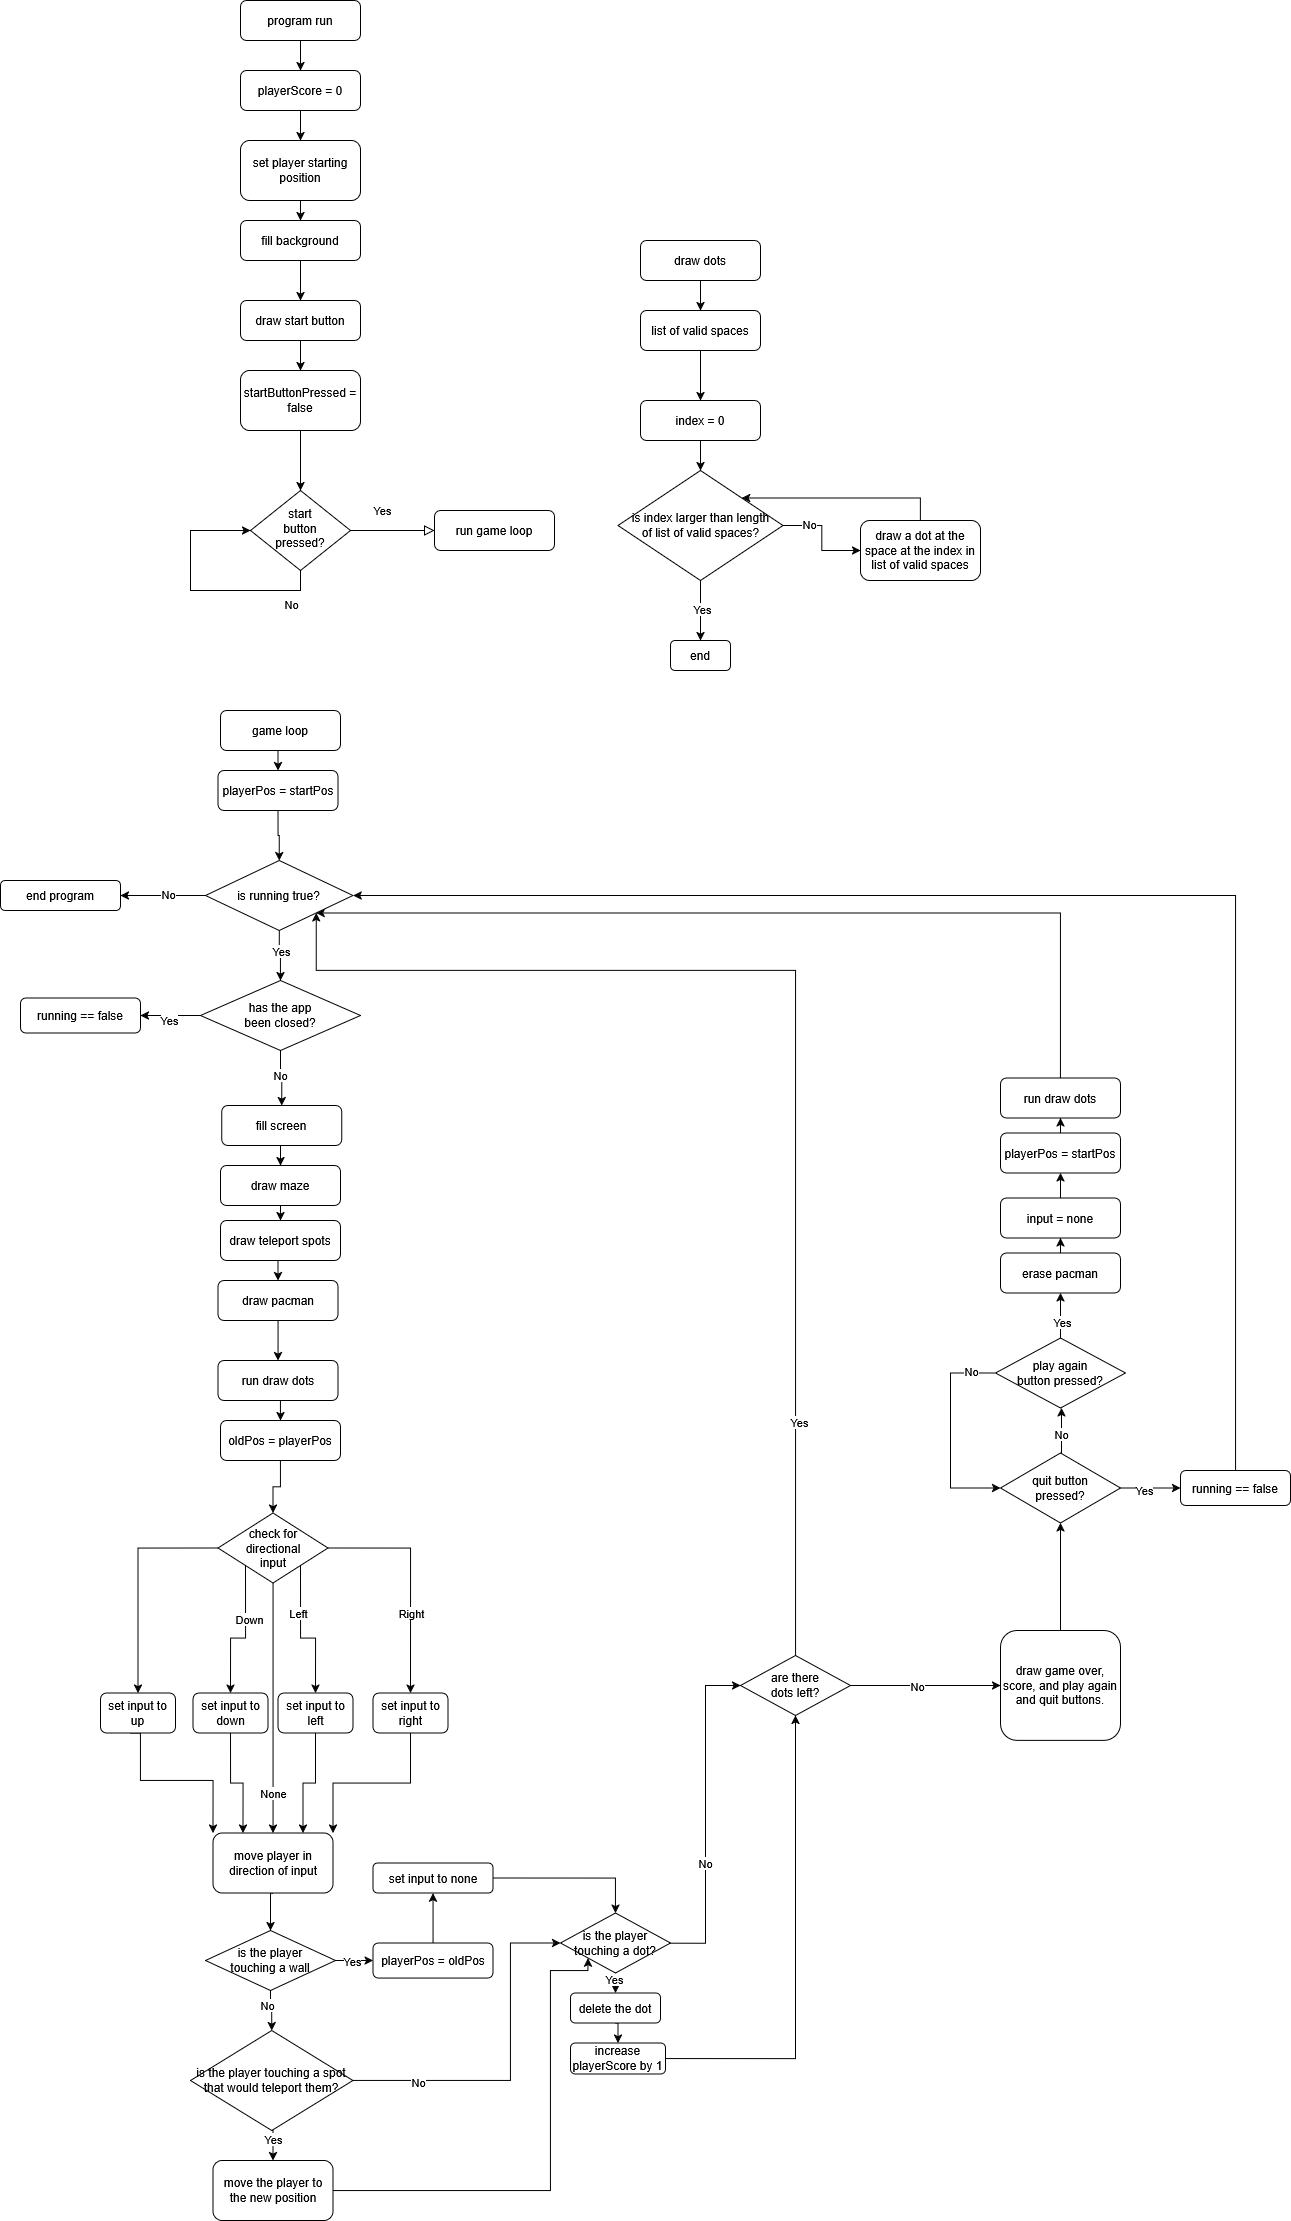 program run
playerScore = 0
set player starting
position
fill background
draw start button
startButtonPressed =
false
start
button
pressed?
Yes
run game loop
No
draw dots
list of valid spaces
index = 0
is index larger than length
of list of valid spaces?
No
draw a dot at the
space at the index in
list of valid spaces
Yes
end
game loop
playerPos = startPos
is running true?
No
end program
Yes
has the app
been closed?
Yes
running == false
No
fill screen
draw maze
draw teleport spots
draw pacman
run draw dots
oldPos = playerPos
check for
directional
input
Down
Left
Right
set input to
up
set input to
down
set input to
left
set input to
right
None
move player in
direction of input
is the player
touching a wall
Yes
playerPos = oldPos
set input to none
No
is the player touching a spot
that would teleport them?
No
Yes
move the player to
the new position
is the player
touching a dot?
No
Yes
delete the dot
increase
playerScore by 1
are there
dots left?
Yes
No
draw game over,
score, and play again
and quit buttons.
quit button
pressed?
Yes
running == false
No
play again
button pressed?
No
Yes
erase pacman
input = none
playerPos = startPos
run draw dots